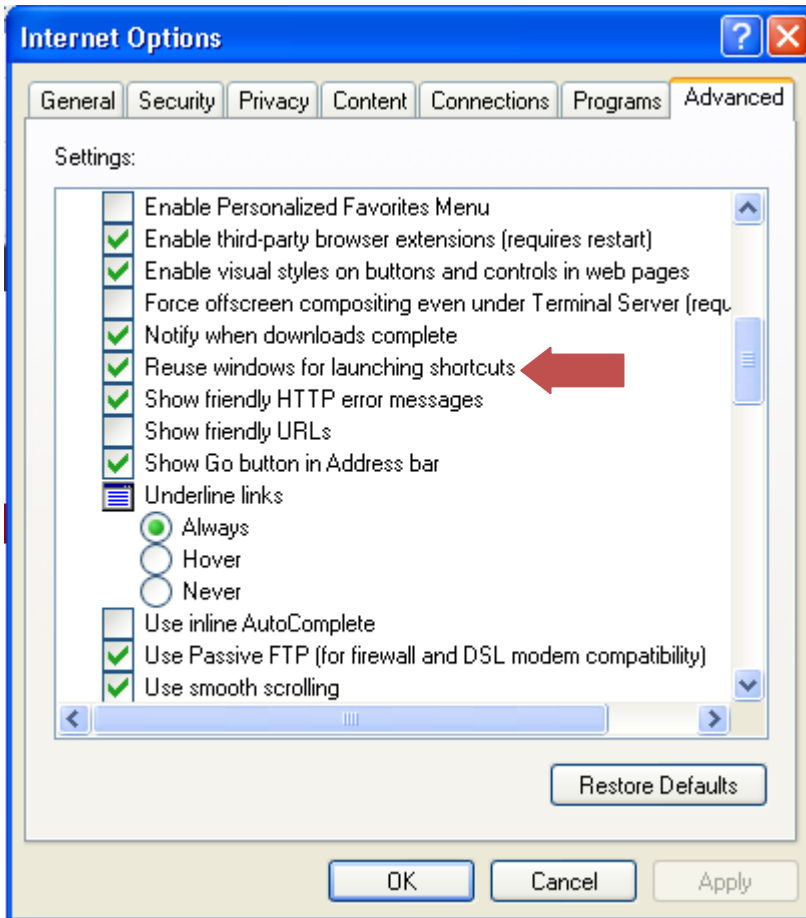 Internet Options
General Security Privacy Content Connections Programs Advanced
Settings:
Enable Personalized Favorites Menu
Enable third-party browser extensions (requires restart)
Enable visual styles on buttons and controls in web pages
Force offscreen compositing even under Terminal Server (requ
Notify when downloads complete
Reuse windows for launching shortcuts
Show friendly HTTP error messages
Show friendly URLs
Show Go button in Address bar
Underline links
Always
Hover
Never
Use inline AutoComplete
Use Passive FTP (for firewall and DSL modem compatibility)
Use smooth scrolling
Restore Defaults
OK Cancel Apply